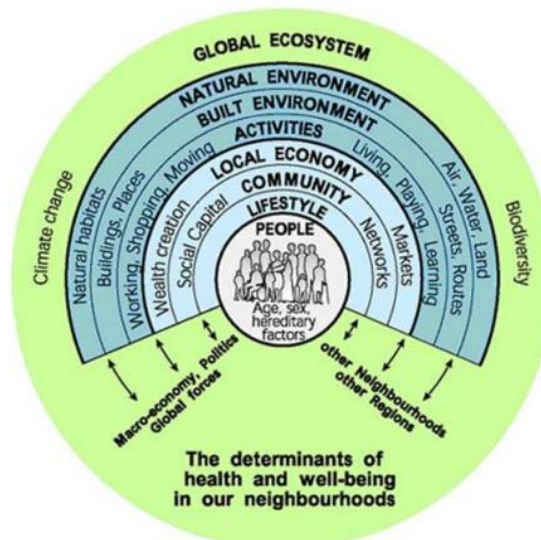 GLOBAL ECOSYSTEM
NATURAL ENVIRONMENT
BUILT ENVIRONMENT
ACTIVITIES
LOCAL ECONOMY
COMMUNITY
LIFESTYLE
PEOPLE
Age, sex,
hereditary
factors
Climate change
Natural habitats
Buildings, Places
Working, Shopping, Moving
Wealth creation
Social Capital
Networks
Markets
Living, Playing, Learning
Streets, Routes
Air, Water, Land
Biodiversity
Macro-economy, Politics
Global forces
other Neighbourhoods
other Regions
The determinants of
health and well-being
in our neighbourhoods